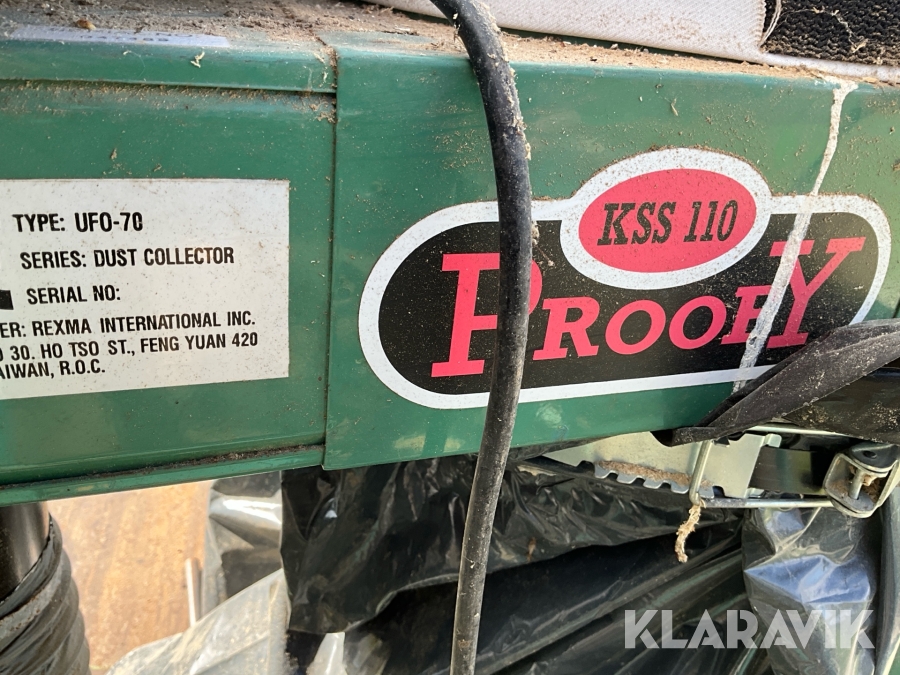 TYPE: UFO-70
SERIES: DUST COLLECTOR
SERIAL NO:
ER: REXMA INTERNATIONAL INC.
30. HO TSO ST., FENG YUAN 420
AIWAN, R.O.C.
KSS 110
PROOFY
KLARAVIK